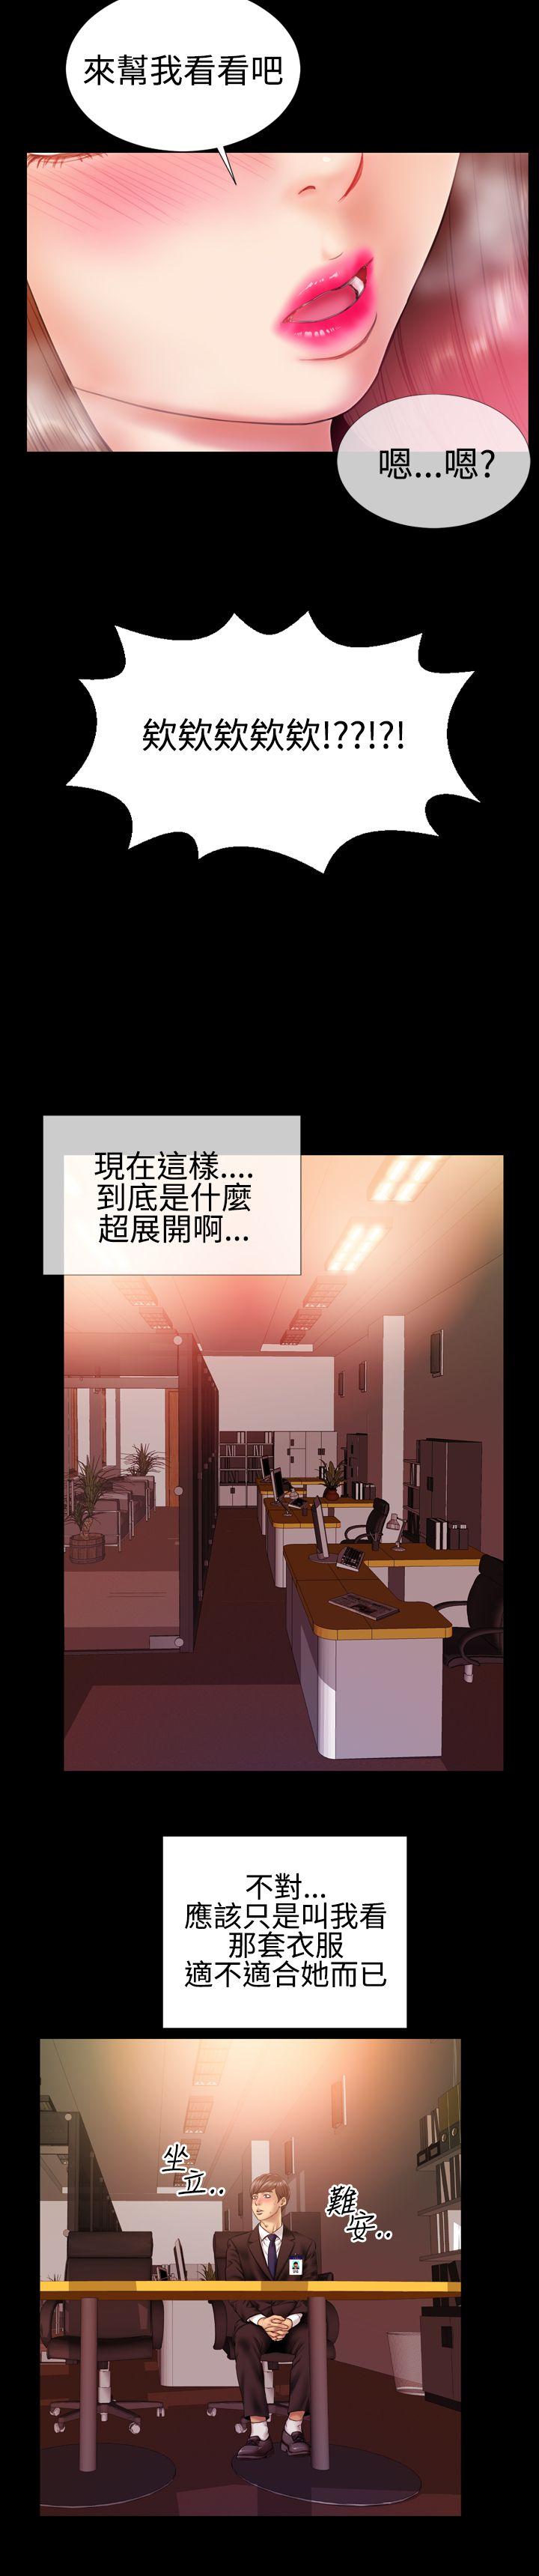 來幫我看看吧
嗯...嗯?
欸欸欸欸欸!??!?!
現在這樣....
到底是什麼
超展開啊...
不對...
應該只是叫我看
那套衣服
適不適合她而已
坐
立..
難
安..